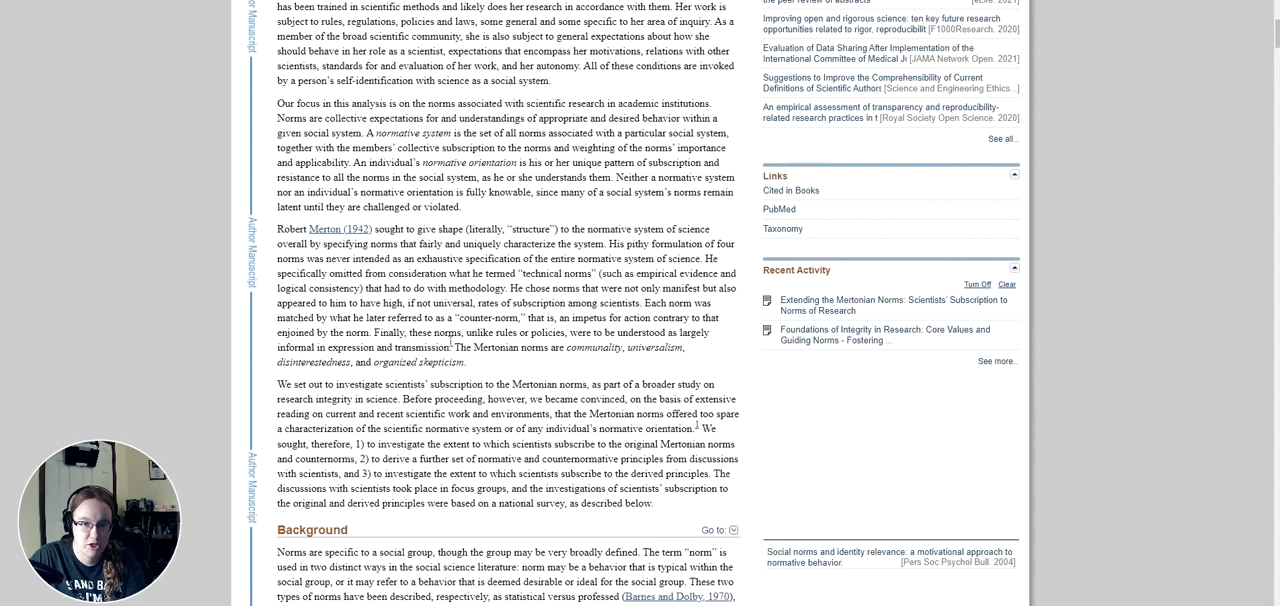 has been trained in scientific methods and likely does her research in accordance with them. Her work is
subject to rules, regulations, policies and laws, some general and some specific to her area of inquiry. As a
member of the broad scientific community, she is also subject to general expectations about how she
should behave in her role as a scientist, expectations that encompass her motivations, relations with other
scientists, standards for and evaluation of her work, and her autonomy. All of these conditions are invoked
by a person's self-identification with science as a social system.
Our focus in this analysis is on the norms associated with scientific research in academic institutions.
Norms are collective expectations for and understandings of appropriate and desired behavior within a
given social system. A normative system is the set of all norms associated with a particular social system,
together with the members' collective subscription to the norms and weighting of the norms' importance
and applicability. An individual's normative orientation is his or her unique pattern of subscription and
resistance to all the norms in the social system, as he or she understands them. Neither a normative system
nor an individual's normative orientation is fully knowable, since many of a social system's norms remain
latent until they are challenged or violated.
Robert Merton (1942) sought to give shape (literally, “structure”) to the normative system of science
overall by specifying norms that fairly and uniquely characterize the system. His pithy formulation of four
norms was never intended as an exhaustive specification of the entire normative system of science. He
specifically omitted from consideration what he termed “technical norms” (such as empirical evidence and
logical consistency) that had to do with methodology. He chose norms that were not only manifest but also
appeared to him to have high, if not universal, rates of subscription among scientists. Each norm was
matched by what he later referred to as a “counter-norm,” that is, an impetus for action contrary to that
enjoined by the norm. Finally, these norms, unlike rules or policies, were to be understood as largely
informal in expression and transmission. The Mertonian norms are communality, universalism,
disinterestedness, and organized skepticism.
We set out to investigate scientists' subscription to the Mertonian norms, as part of a broader study on
research integrity in science. Before proceeding, however, we became convinced, on the basis of extensive
reading on current and recent scientific work and environments, that the Mertonian norms offered too spare
a characterization of the scientific normative system or of any individual's normative orientation.1 We
sought, therefore, 1) to investigate the extent to which scientists subscribe to the original Mertonian norms
and counternorms, 2) to derive a further set of normative and counternormative principles from discussions
with scientists, and 3) to investigate the extent to which scientists subscribe to the derived principles. The
discussions with scientists took place in focus groups, and the investigations of scientists' subscription to
the original and derived principles were based on a national survey, as described below.
Background Go to:
Norms are specific to a social group, though the group may be very broadly defined. The term “norm” is
used in two distinct ways in the social science literature: norm may be a behavior that is typical within the
social group, or it may refer to a behavior that is deemed desirable or ideal for the social group. These two
types of norms have been described, respectively, as statistical versus professed (Barnes and Dolby, 1970),
Author Manuscript
Author Manuscript
Author Manuscript
the peer review of abstracts [eLife. 2021]
Improving open and rigorous science: ten key future research
opportunities related to rigor, reproducibilit [F1000Research. 2020]
Evaluation of Data Sharing After Implementation of the
International Committee of Medical Jc [JAMA Network Open. 2021]
Suggestions to Improve the Comprehensibility of Current
Definitions of Scientific Authors [Science and Engineering Ethics...]
An empirical assessment of transparency and reproducibility-
related research practices in t [Royal Society Open Science. 2020]
See all...
Links
Cited in Books
PubMed
Taxonomy
Recent Activity
Turn Off Clear
Extending the Mertonian Norms: Scientists' Subscription to
Norms of Research
Foundations of Integrity in Research: Core Values and
Guiding Norms - Fostering ...
See more...
Social norms and identity relevance: a motivational approach to
normative behavior. [Pers Soc Psychol Bull. 2004]